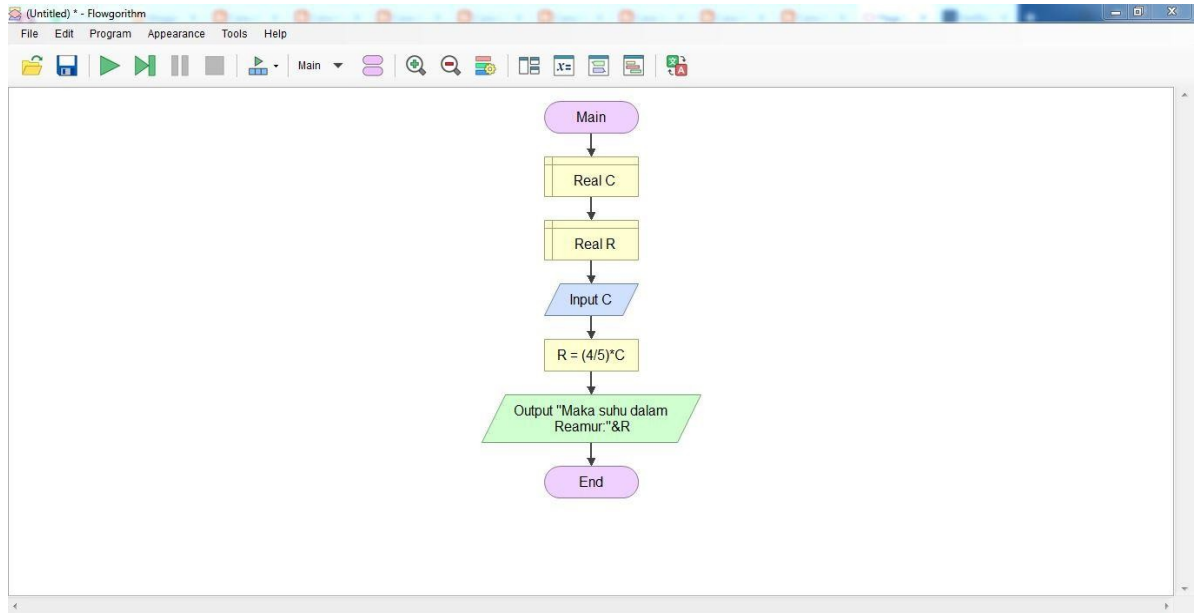 (Untitled) * - Flowgorithm
File Edit Program Appearance Tools Help
Main
x=
A
Main
Real C
Real R
Input C
R = (4/5)*C
Output "Maka suhu dalam
Reamur:"&R
End